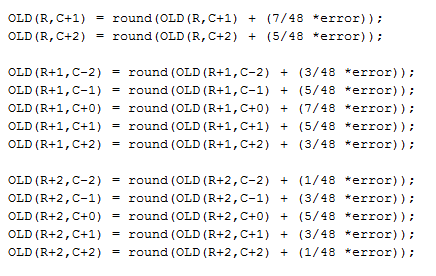 OLD(R,C+1) = round(OLD(R,C+1) + (7/48 *error));
OLD(R,C+2) = round(OLD(R,C+2) + (5/48 *error));
OLD(R+1,C-2) = round(OLD(R+1,C-2) + (3/48 *error));
OLD(R+1,C-1) = round(OLD(R+1,C-1) + (5/48 *error));
OLD(R+1,C+0) = round(OLD(R+1,C+0) + (7/48 *error));
OLD(R+1,C+1) = round(OLD(R+1,C+1) + (5/48 *error));
OLD(R+1,C+2) = round(OLD(R+1,C+2) + (3/48 *error));
OLD(R+2,C-2) = round(OLD(R+2,C-2) + (1/48 *error));
OLD(R+2,C-1) = round(OLD(R+2,C-1) + (3/48 *error));
OLD(R+2,C+0) = round(OLD(R+2,C+0) + (5/48 *error));
OLD(R+2,C+1) = round(OLD(R+2,C+1) + (3/48 *error));
OLD(R+2,C+2) = round(OLD(R+2,C+2) + (1/48 *error));